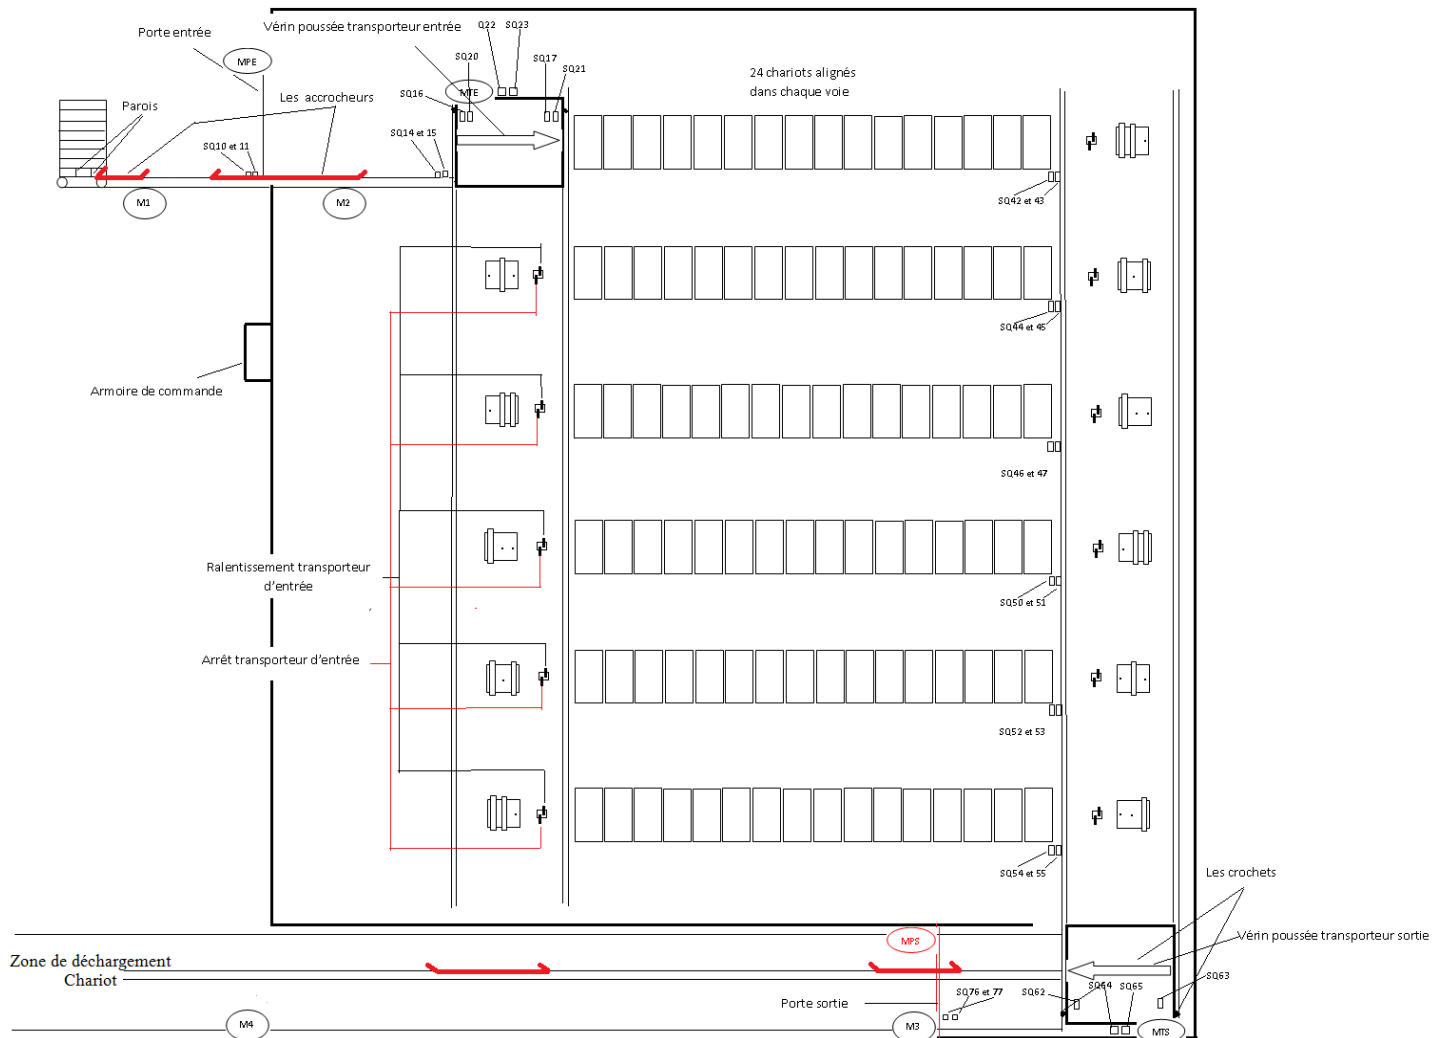 Porte entrée
Vérin poussée transporteur entrée
Q22
SQ23
MPE
SQ20
SQ17
SQ21
24 chariots alignés
dans chaque voie
MTE
SQ16
Parois
Les accrocheurs
SQ10 et 11
SQ14 et 15
M1
M2
SQ42 et 43
SQ44 et 45
Armoire de commande
SQ46 et 47
Ralentissement transporteur
d’entrée
SQ50 et 51
Arrêt transporteur d’entrée
SQ52 et 53
SQ54 et 55
Les crochets
MPS
Vérin poussée transporteur sortie
Zone de déchargement
Chariot
SQ76 et 77
SQ62
SQ64
SQ65
SQ63
Porte sortie
M4
M3
MTS